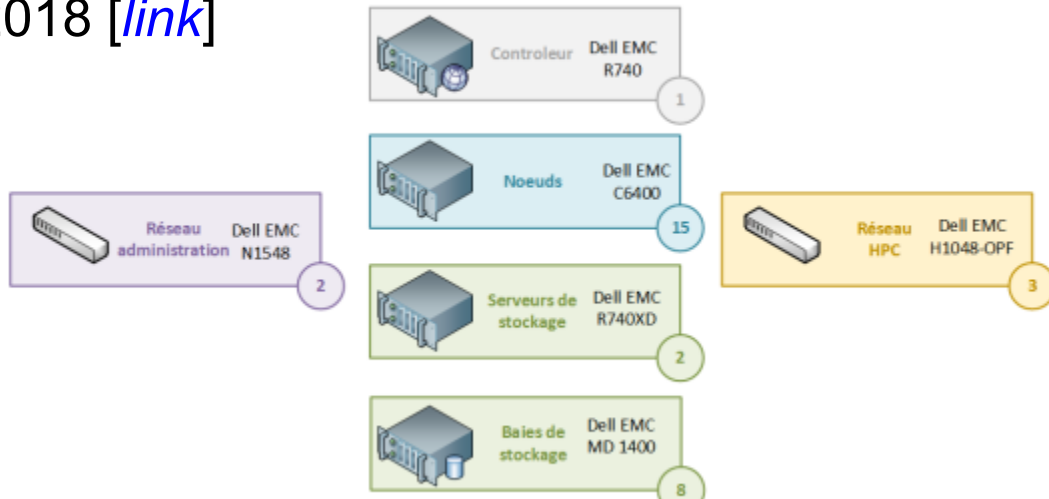 2018 [link]
Controleur
Dell EMC
R740
1
Noeuds
Dell EMC
C6400
15
Réseau
administration
Dell EMC
N1548
2
Réseau
HPC
Dell EMC
H1048-OPF
3
Serveurs de
stockage
Dell EMC
R740XD
2
Baies de
stockage
Dell EMC
MD 1400
8